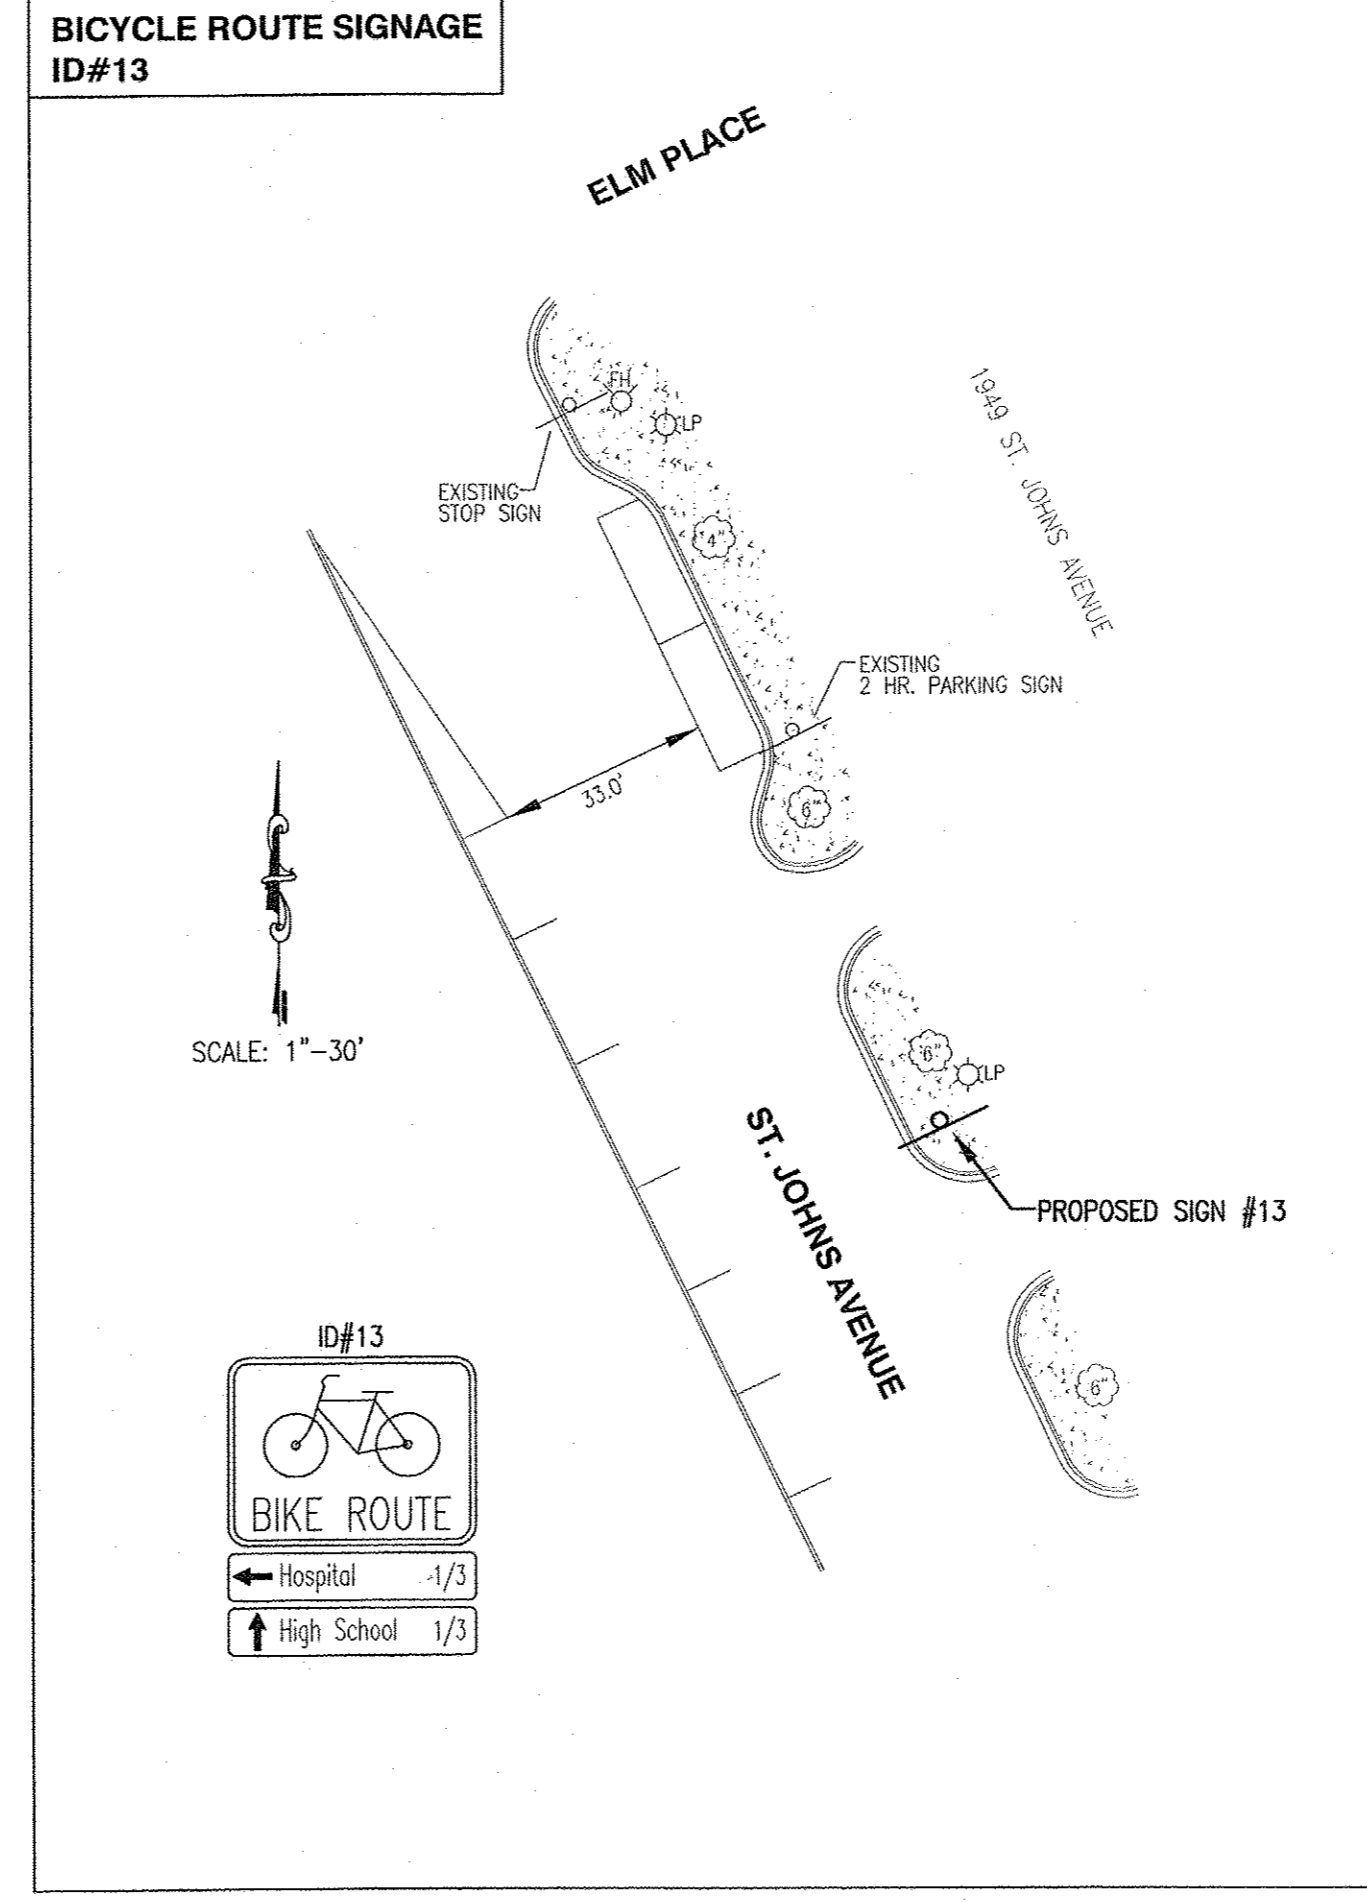 BICYCLE ROUTE SIGNAGE
ID#13
ELM PLACE
1949 ST. JOHNS AVENUE
FH
LP
EXISTING
STOP SIGN
4"
EXISTING
2 HR. PARKING SIGN
33.0'
6"
SCALE: 1"-30'
6"
LP
ST. JOHNS AVENUE
PROPOSED SIGN #13
6"
ID#13
BIKE ROUTE
Hospital 1/3
High School 1/3